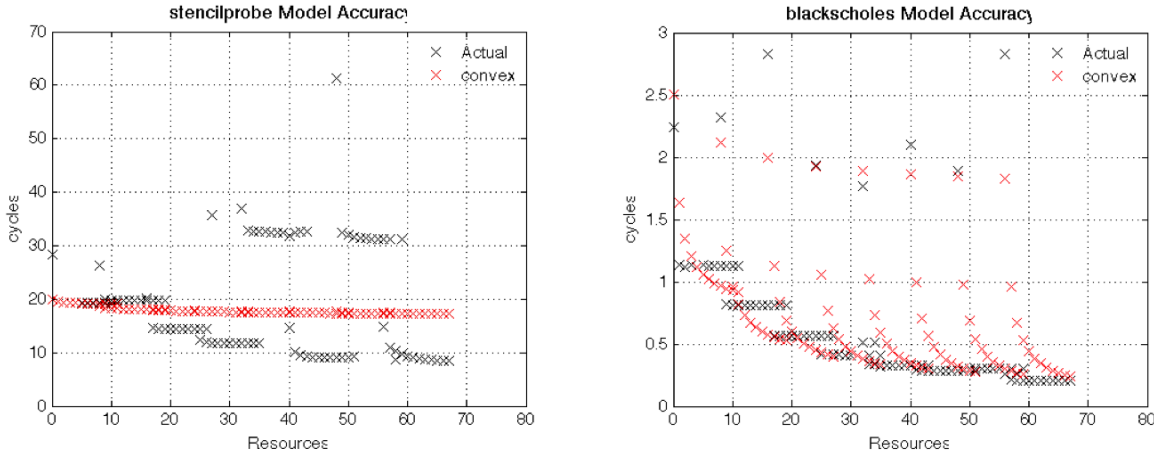 stencilprobe Model Accuracy
70
60
50
40
30
20
10
0
cycles
Actual
convex
0 10 20 30 40 50 60 70 80
Resources
blackscholes Model Accuracy
3
2.5
2
1.5
1
0.5
0
cycles
Actual
convex
0 10 20 30 40 50 60 70 80
Resources